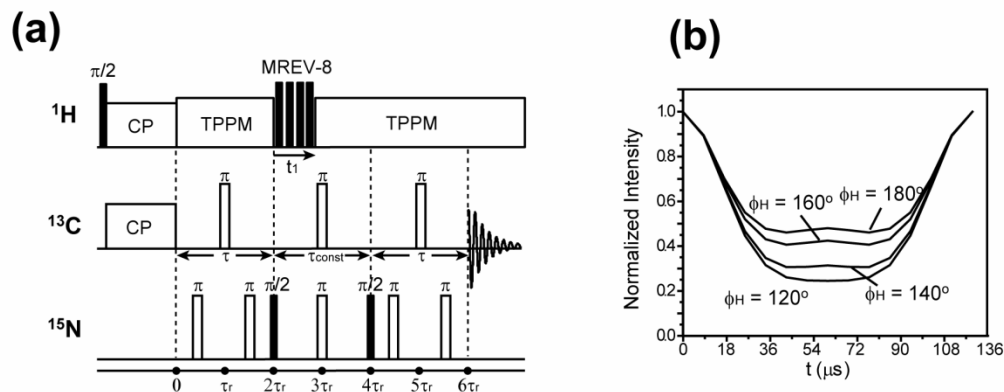 (a)
MREV-8
π/2
¹H
CP
TPPM
TPPM
t₁
π
π
π
¹³C
CP
τ
τconst
τ
π
π
π/2
π
π/2
π
π
¹⁵N
0
τr
2τr
3τr
4τr
5τr
6τr
(b)
Normalized Intensity
1.0
0.8
0.6
0.4
0.2
0.0
ϕH = 180°
ϕH = 160°
ϕH = 140°
ϕH = 120°
0 18 36 54 72 90 108 136
t (μs)